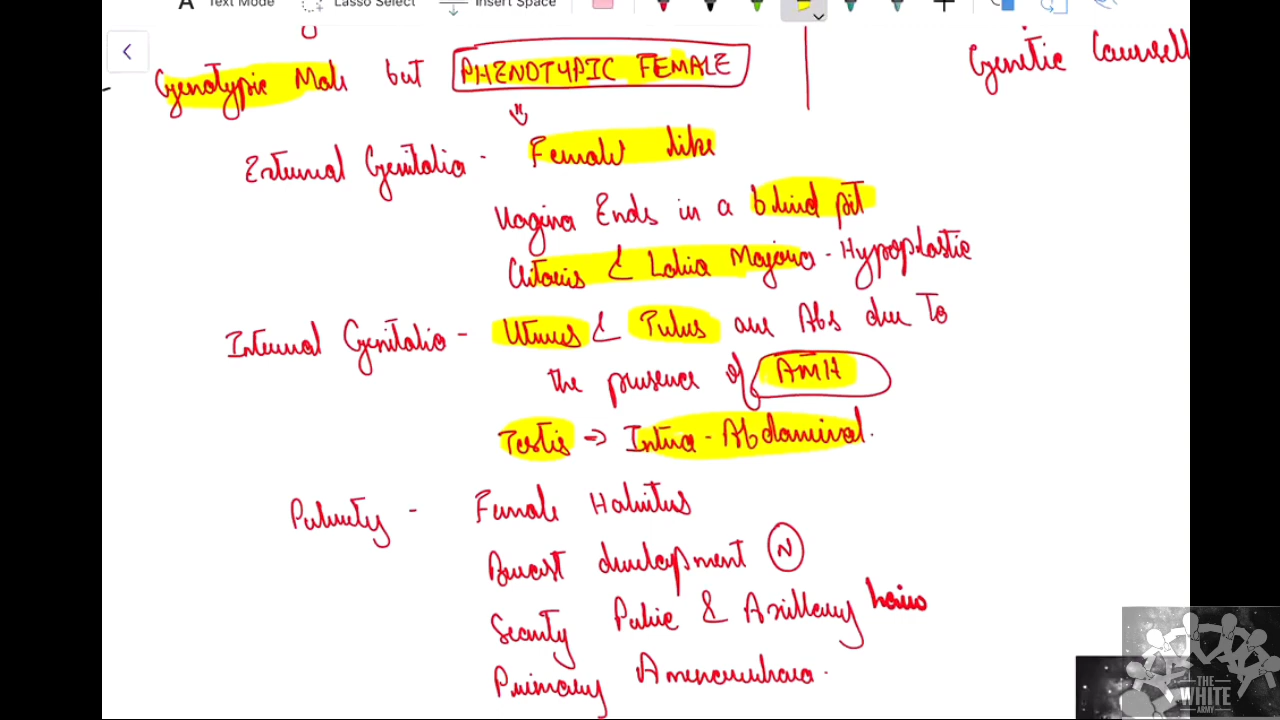 Text Mode Lasso Select Insert Space
Genotypic Male but PHENOTYPIC FEMALE
Genetic Counsell
External Genitalia - Female like
Vagina Ends in a blind pit
Clitoris & Labia Majora - Hypoplastic
Internal Genitalia - Uterus & Tubes are Abs due to
the presence of AMH
Testis → Intra-Abdominal.
Puberty - Female Habitus
Breast development N
Scanty Pubic & Axillary hairs
Primary Amenorrhoea.
THE
WHITE
ARMY